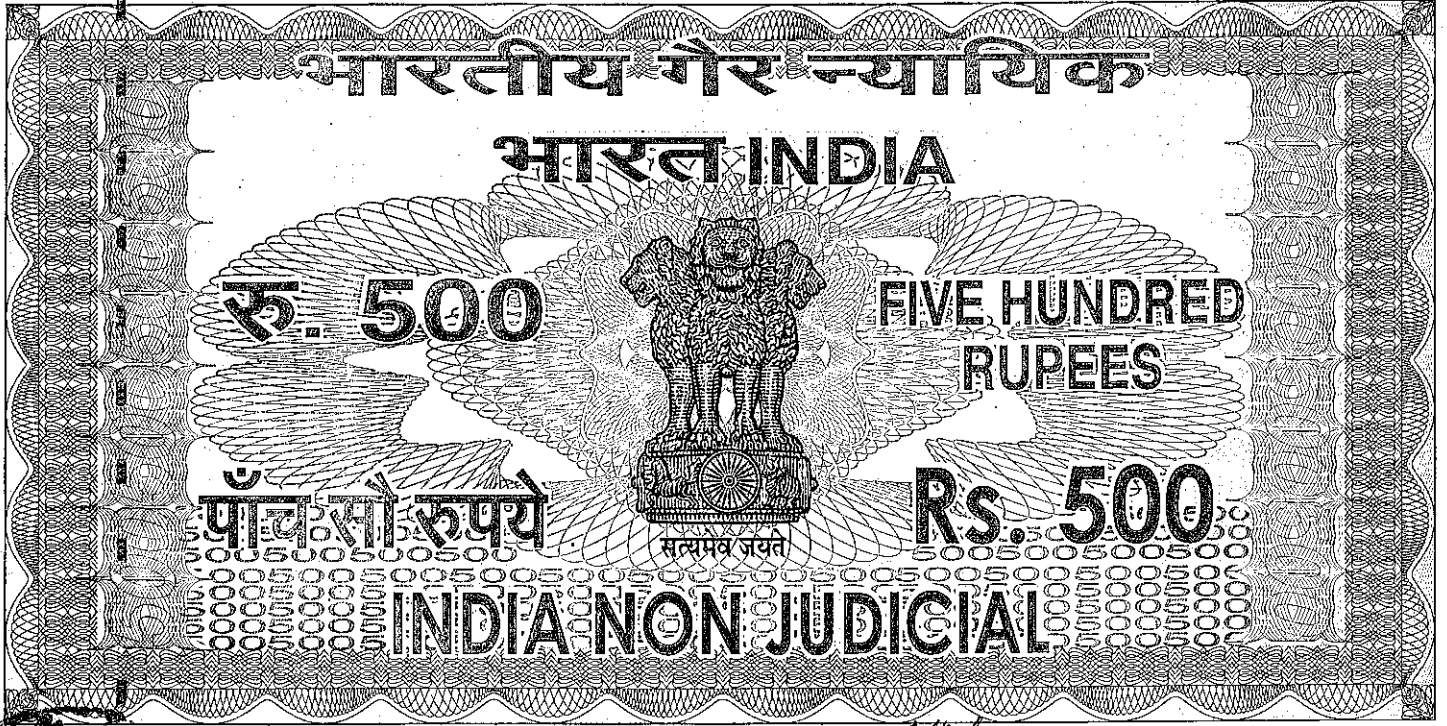 भारतीय गैर न्यायिक
भारत INDIA
रु. 500
FIVE HUNDRED
RUPEES
पाँच सौ रुपये
Rs. 500
सत्यमेव जयते
INDIA NON JUDICIAL